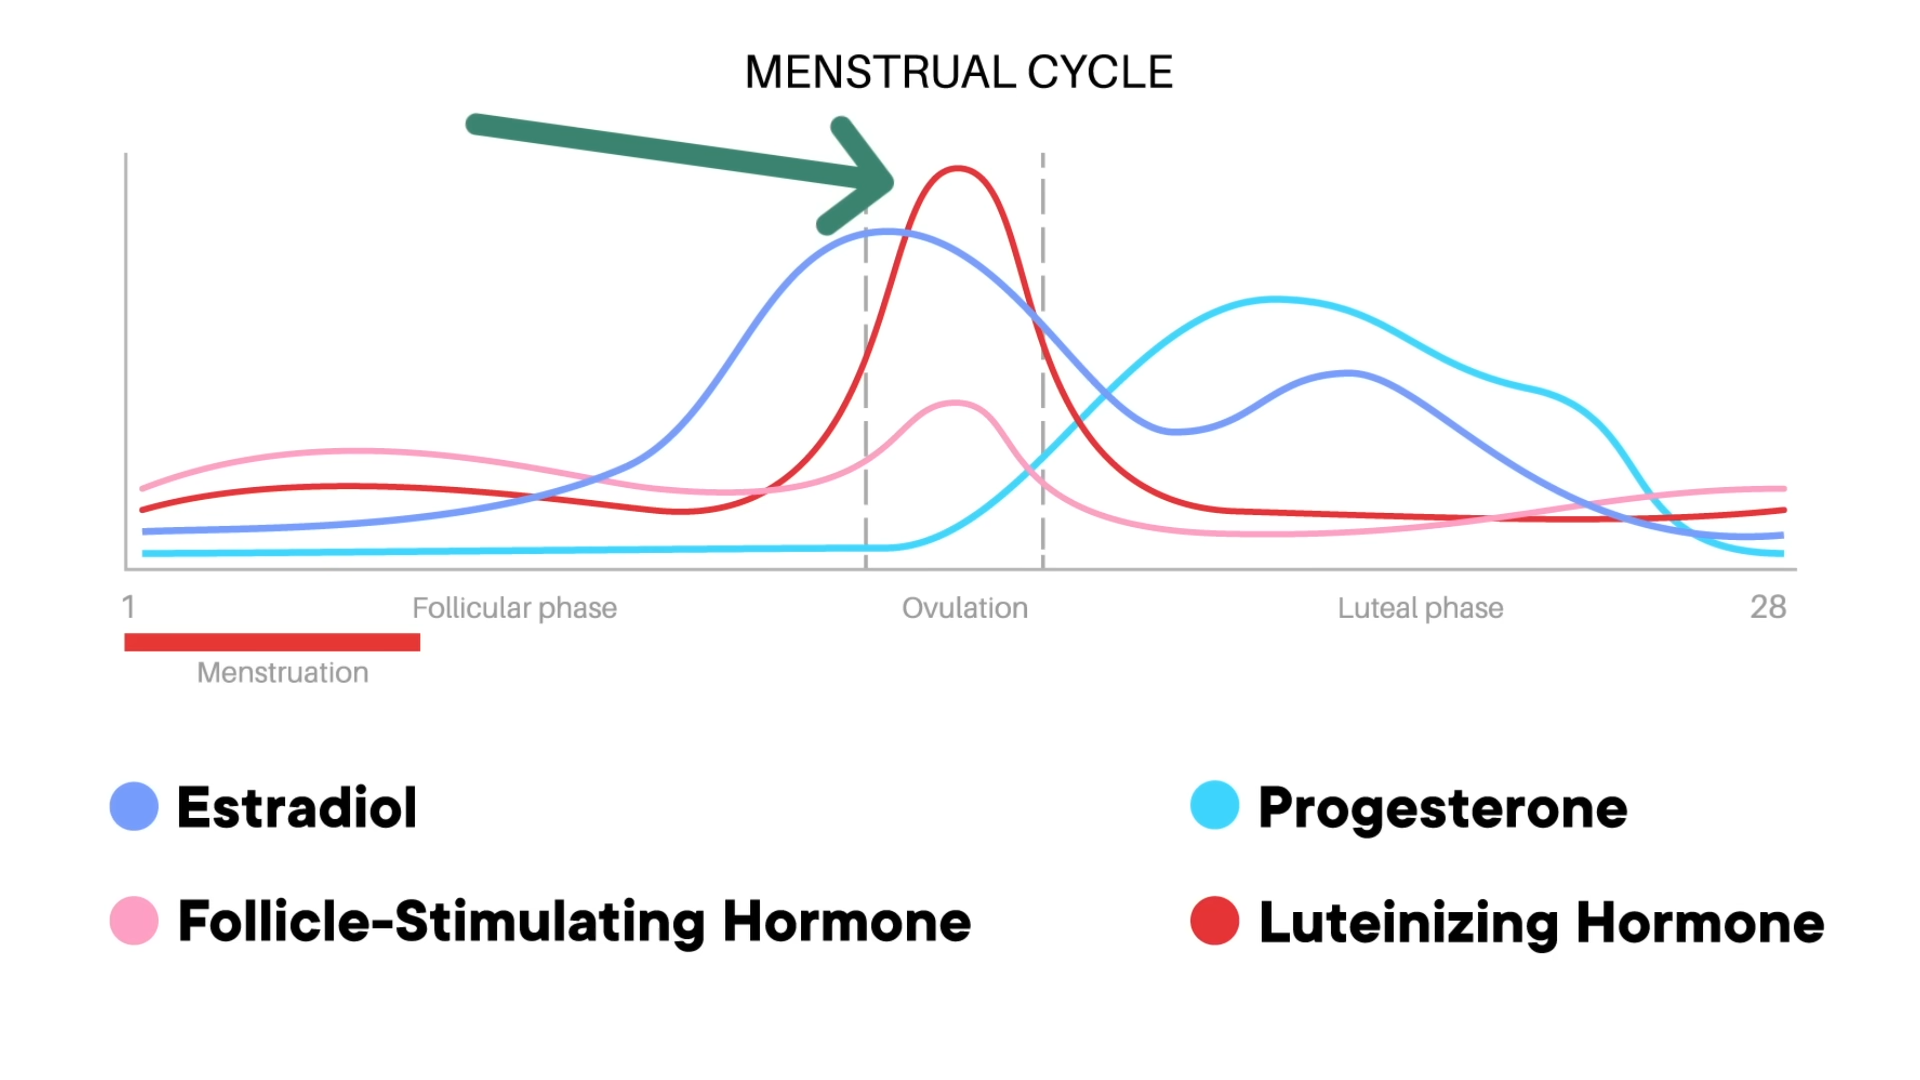 MENSTRUAL CYCLE
1
Follicular phase
Ovulation
Luteal phase
28
Menstruation
Estradiol
Progesterone
Follicle-Stimulating Hormone
Luteinizing Hormone